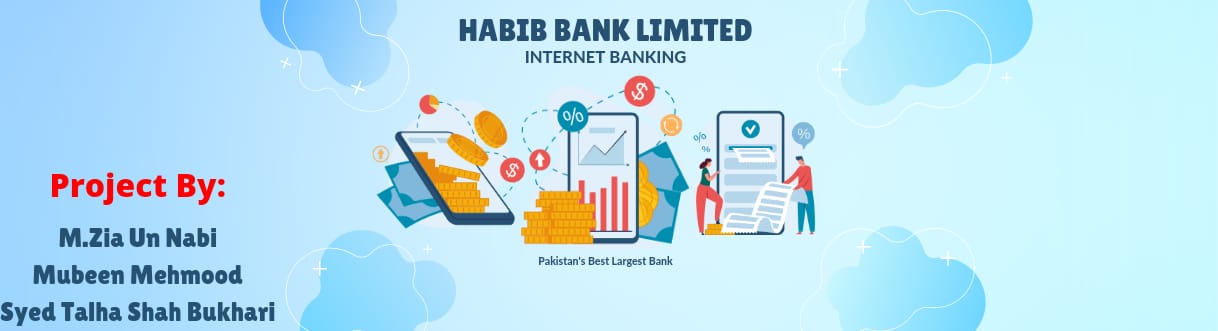 HABIB BANK LIMITED
INTERNET BANKING
%
$
$
%
%
%
Pakistan's Best Largest Bank
Project By:
M.Zia Un Nabi
Mubeen Mehmood
Syed Talha Shah Bukhari